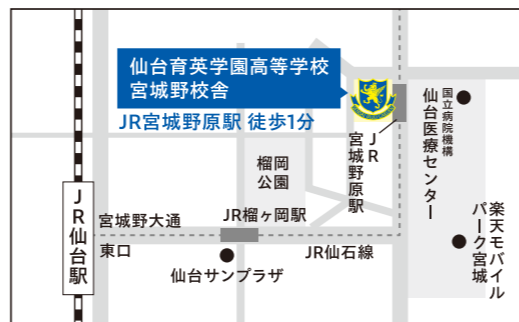 仙台育英学園高等学校
宮城野校舎
JR宮城野原駅 徒歩1分
JR
宮城野原駅
国立病院機構
仙台医療センター
榴岡
公園
楽天モバイル
パーク宮城
JR仙台駅
宮城野大通
JR榴ヶ岡駅
東口
JR仙石線
仙台サンプラザ